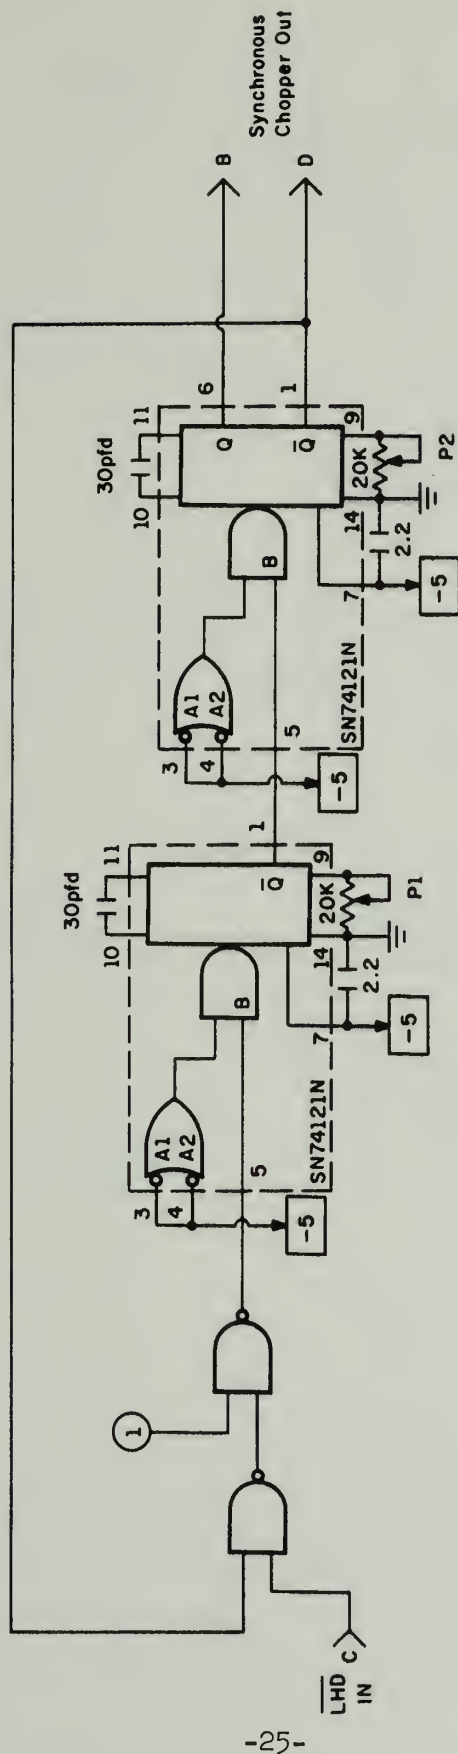 30pfd
10
11
A1
A2
3
4
5
B
Q̅
1
7
14
9
20K
2.2
P1
SN74121N
-5
-5
30pfd
10
11
A1
A2
3
4
5
B
Q
Q̅
6
1
7
14
9
20K
2.2
P2
SN74121N
-5
-5
B
Synchronous
Chopper Out
D
1
L̅H̅D̅
IN
C
-25-